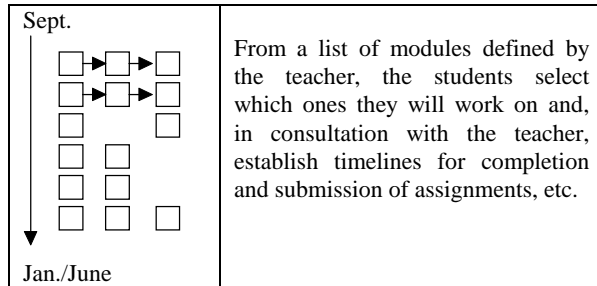 Sept.
Jan./June
From a list of modules defined by
the teacher, the students select
which ones they will work on and,
in consultation with the teacher,
establish timelines for completion
and submission of assignments, etc.